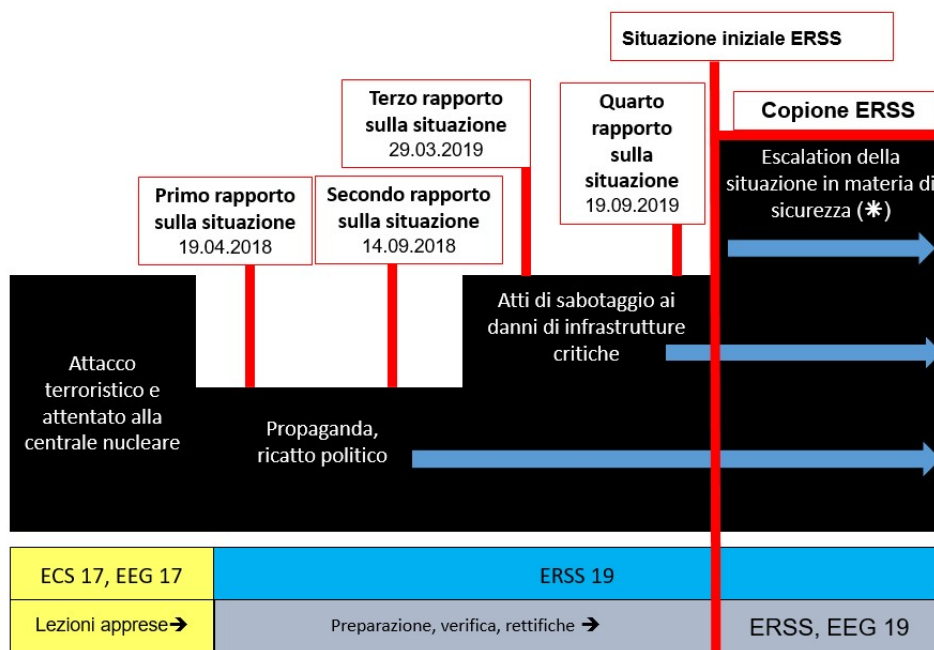 Situazione iniziale ERSS
Terzo rapporto
sulla situazione
29.03.2019
Quarto
rapporto
sulla
situazione
19.09.2019
Copione ERSS
Primo rapporto
sulla situazione
19.04.2018
Secondo rapporto
sulla situazione
14.09.2018
Escalation della
situazione in materia di
sicurezza (✳)
Attacco
terroristico e
attentato alla
centrale nucleare
Propaganda,
ricatto politico
Atti di sabotaggio ai
danni di infrastrutture
critiche
ECS 17, EEG 17
ERSS 19
Lezioni apprese➔
Preparazione, verifica, rettifiche ➔
ERSS, EEG 19